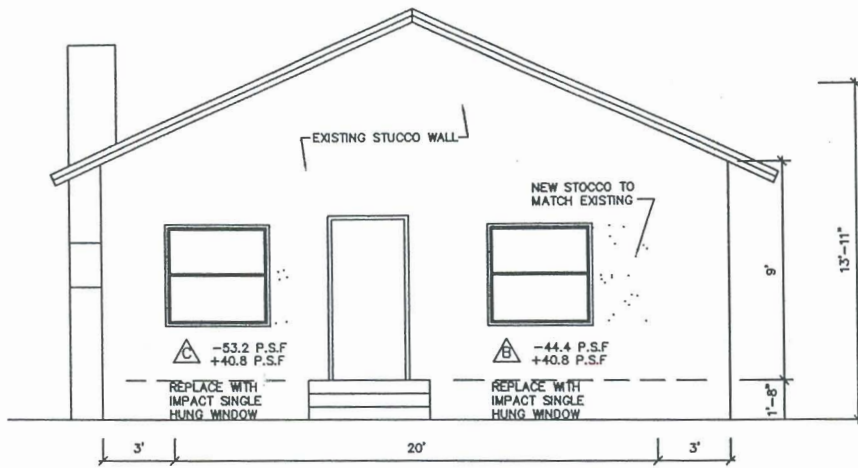 EXISTING STUCCO WALL
NEW STOCCO TO
MATCH EXISTING
13'-11"
9'
C
-53.2 P.S.F
+40.8 P.S.F
B
-44.4 P.S.F
+40.8 P.S.F
REPLACE WITH
IMPACT SINGLE
HUNG WINDOW
REPLACE WITH
IMPACT SINGLE
HUNG WINDOW
1'-8"
3'
20'
3'